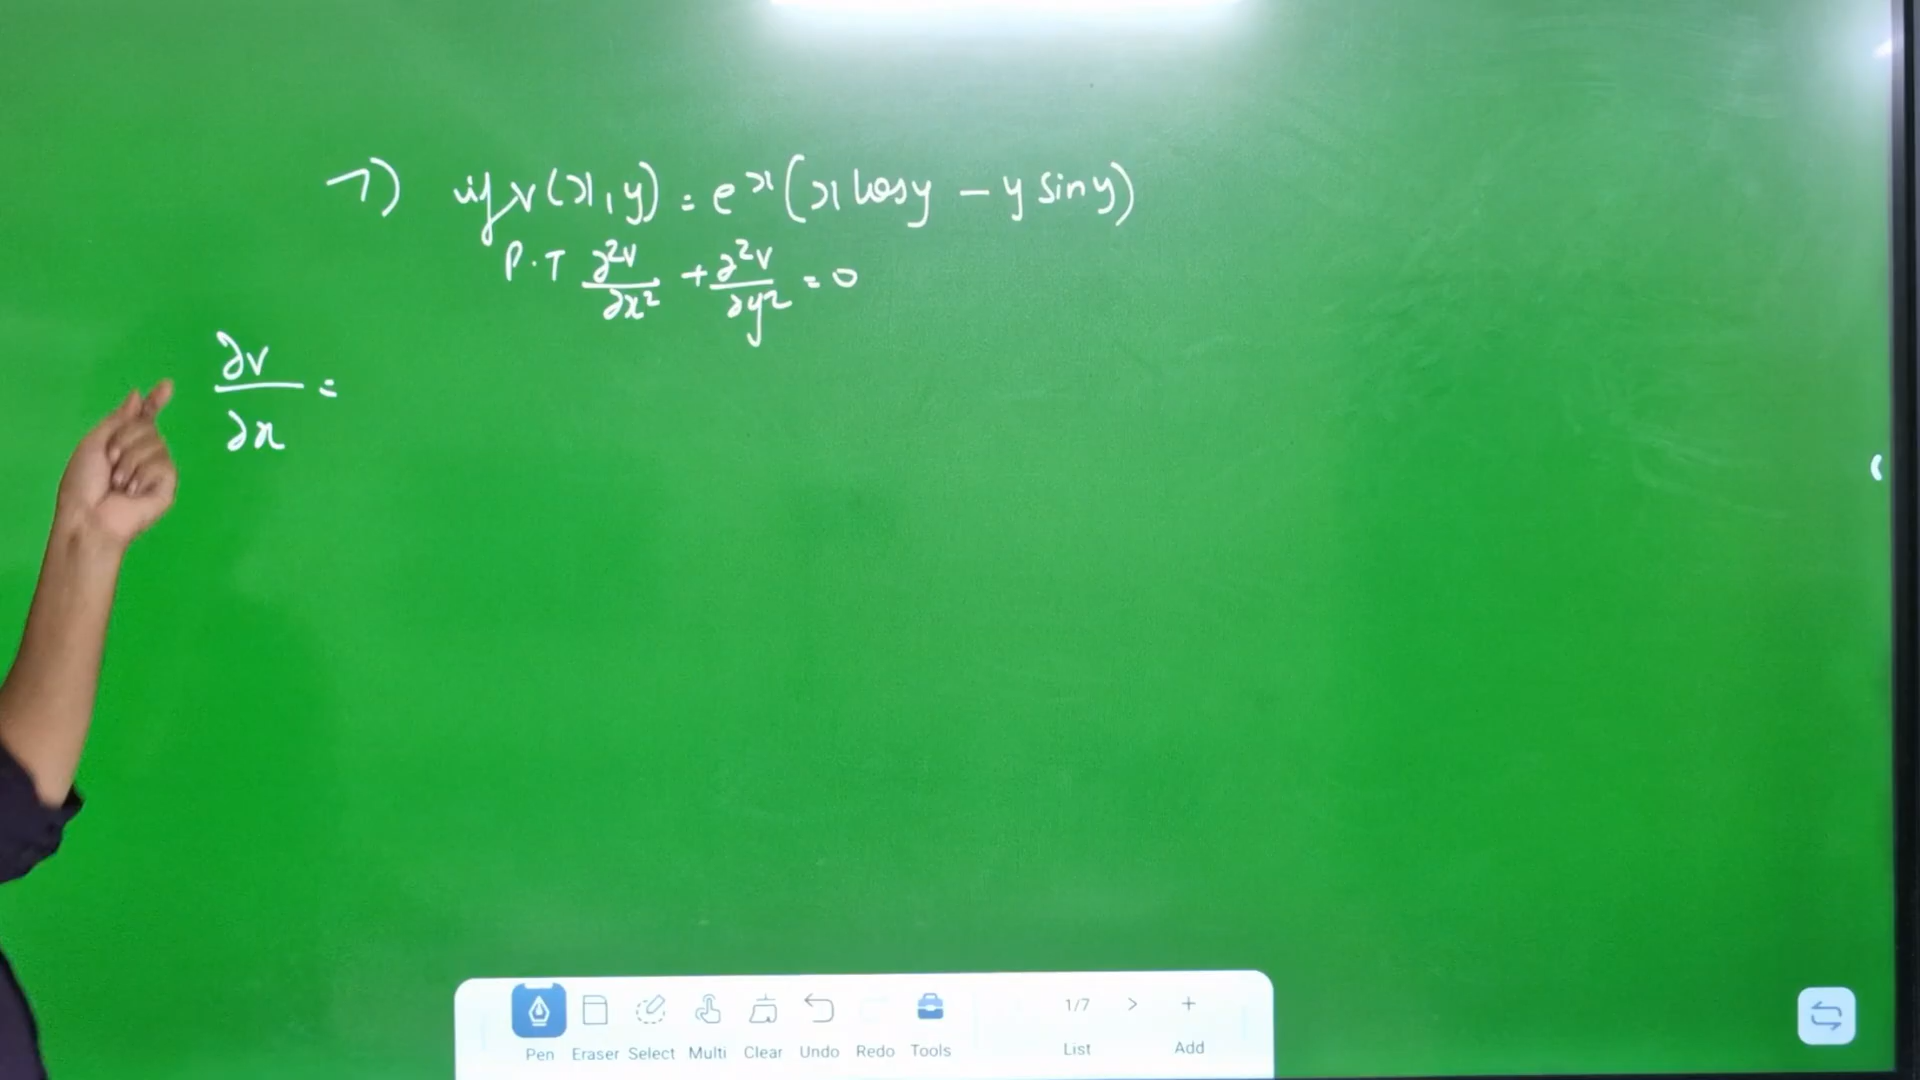 7) if v(x,y) = e^x (x cosy - y siny)
P.T ∂²v/∂x² + ∂²v/∂y² = 0
∂v/∂x =
Pen Eraser Select Multi Clear Undo Redo Tools 1/7 List > + Add